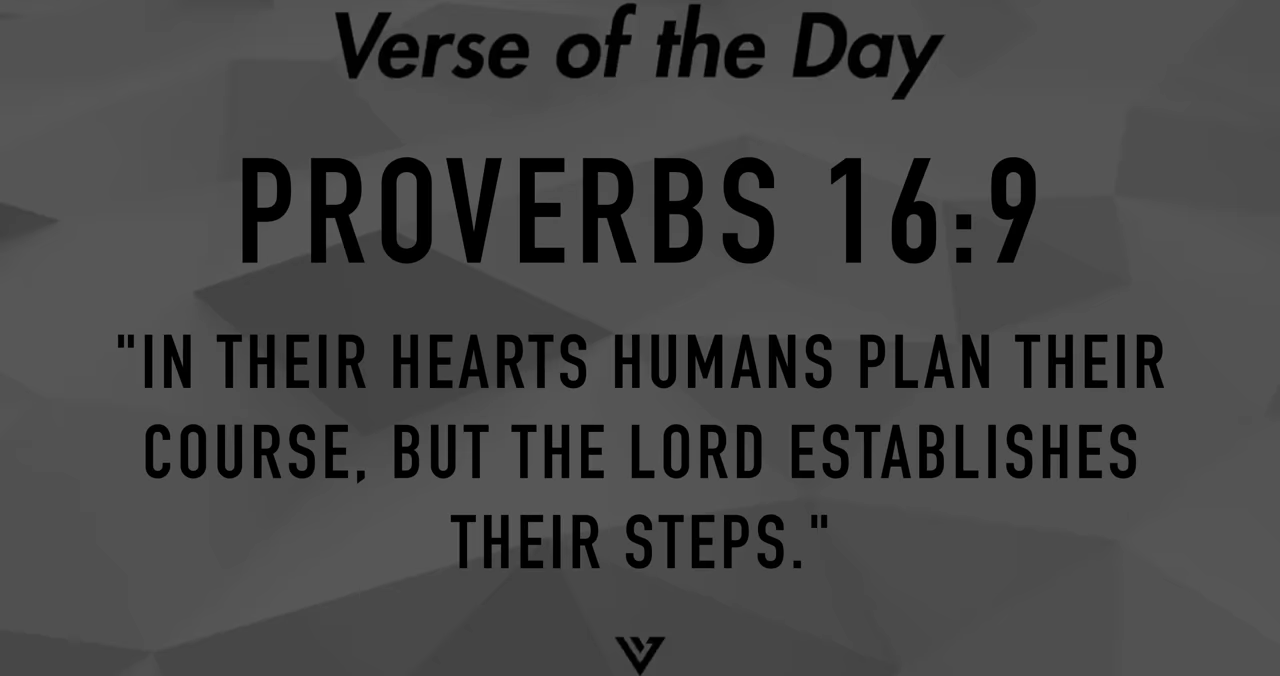 Verse of the Day
PROVERBS 16:9
"IN THEIR HEARTS HUMANS PLAN THEIR
COURSE, BUT THE LORD ESTABLISHES
THEIR STEPS."